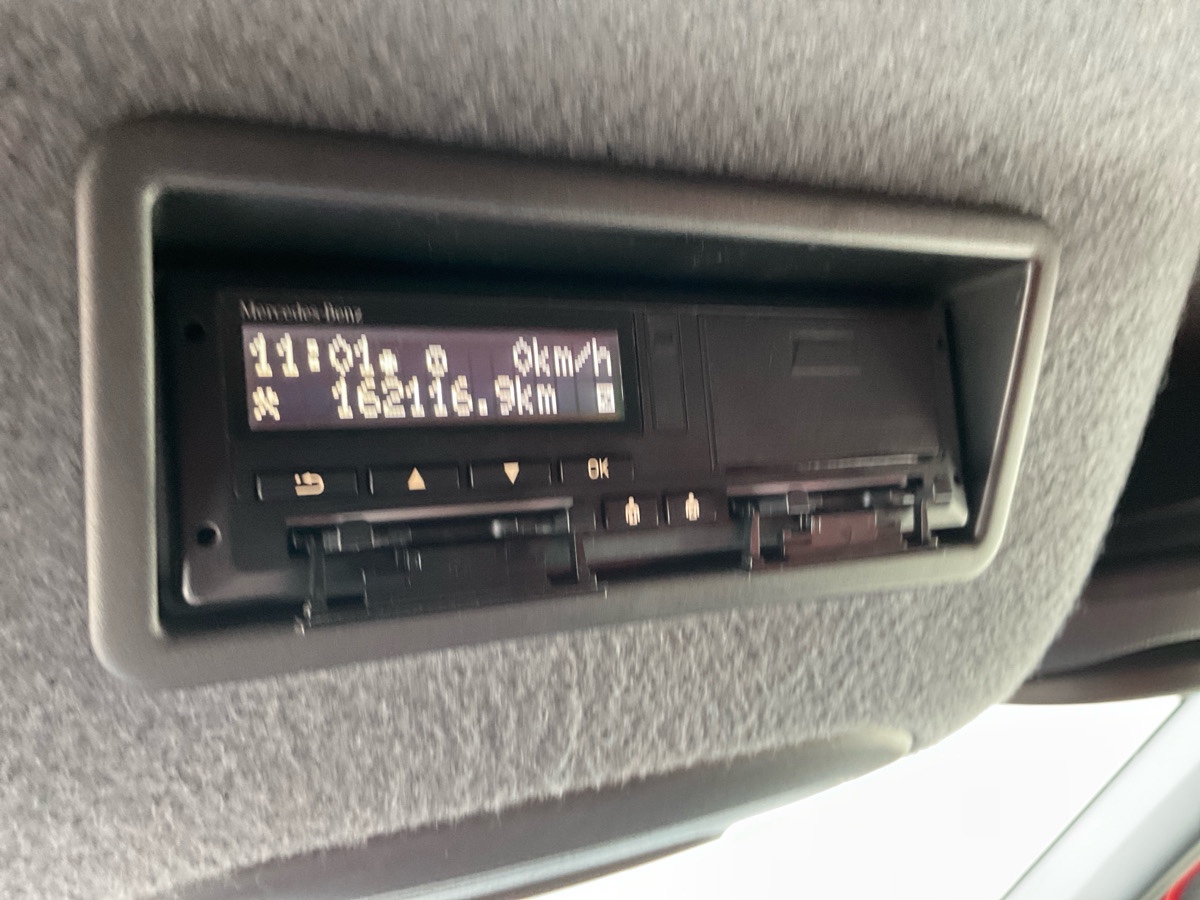 Mercedes-Benz
11:01 0km/h
162116.9km
OK